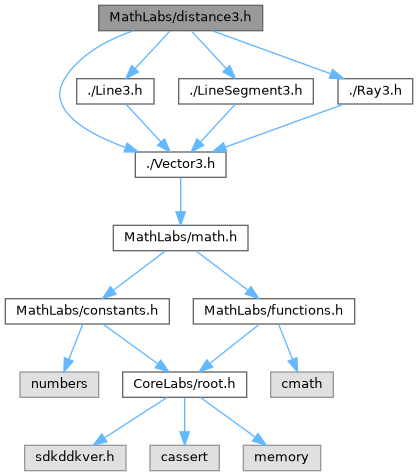 MathLabs/distance3.h
./Line3.h
./LineSegment3.h
./Ray3.h
./Vector3.h
MathLabs/math.h
MathLabs/constants.h
MathLabs/functions.h
numbers
CoreLabs/root.h
cmath
sdkddkver.h
cassert
memory